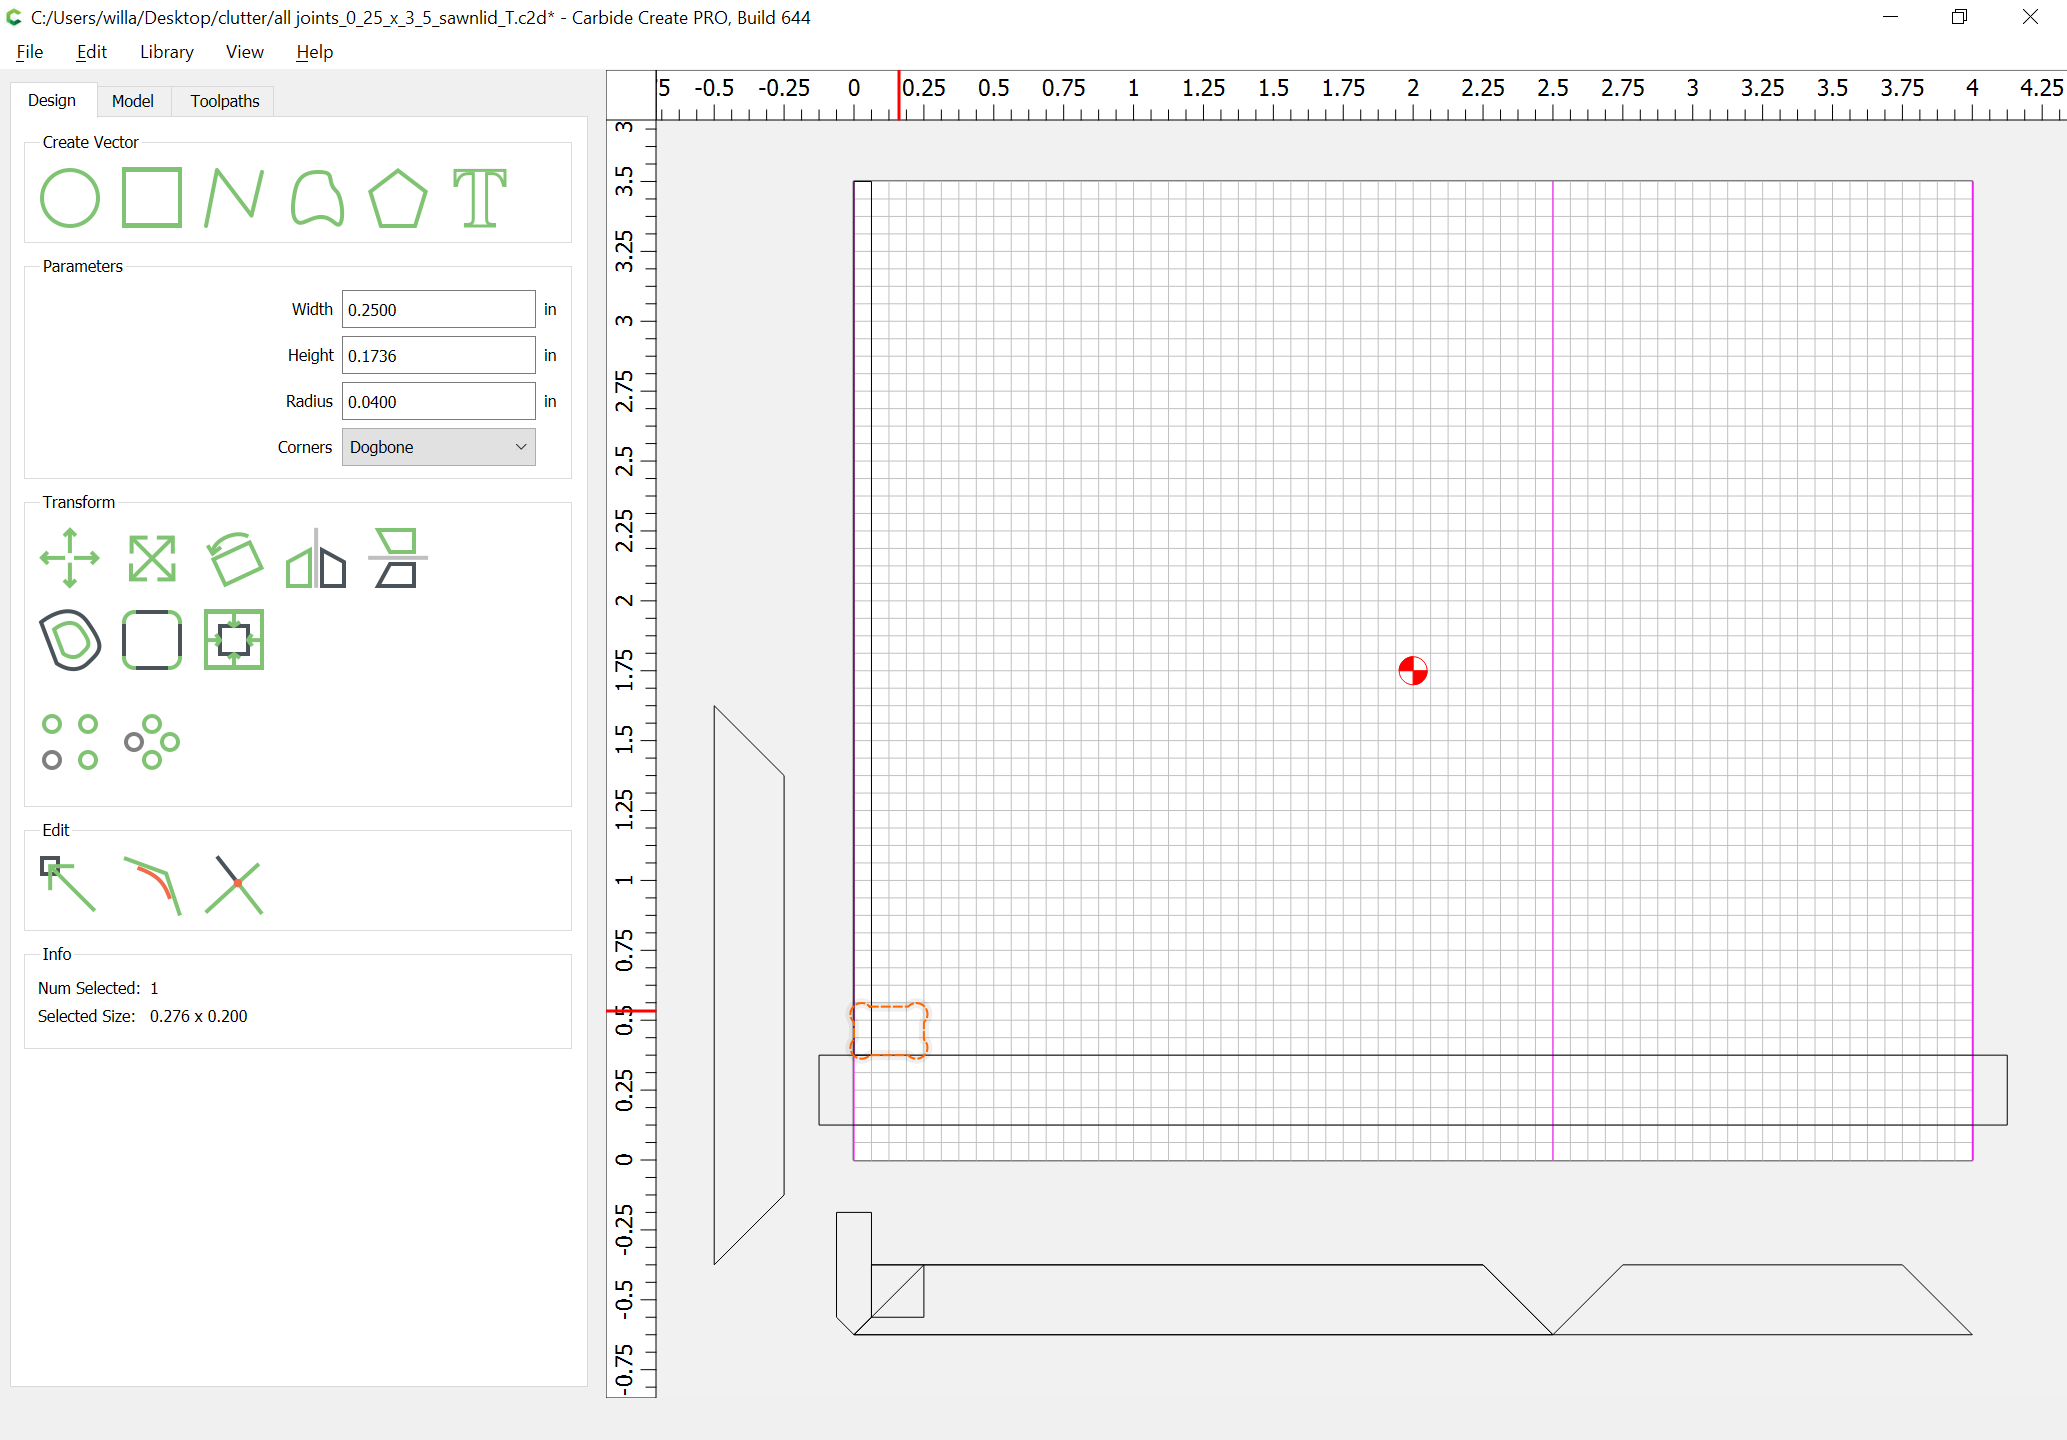 C:/Users/willa/Desktop/clutter/all joints_0_25_x_3_5_sawnlid_T.c2d* - Carbide Create PRO, Build 644
File Edit Library View Help
Design Model Toolpaths
Create Vector
Parameters
Width 0.2500 in
Height 0.1736 in
Radius 0.0400 in
Corners Dogbone
Transform
Edit
Info
Num Selected: 1
Selected Size: 0.276 x 0.200
5 -0.5 -0.25 0 0.25 0.5 0.75 1 1.25 1.5 1.75 2 2.25 2.5 2.75 3 3.25 3.5 3.75 4 4.25
3
3.5
3.25
3
2.75
2.5
2.25
2
1.75
1.5
1.25
1
0.75
0.5
0.25
0
-0.25
-0.5
-0.75